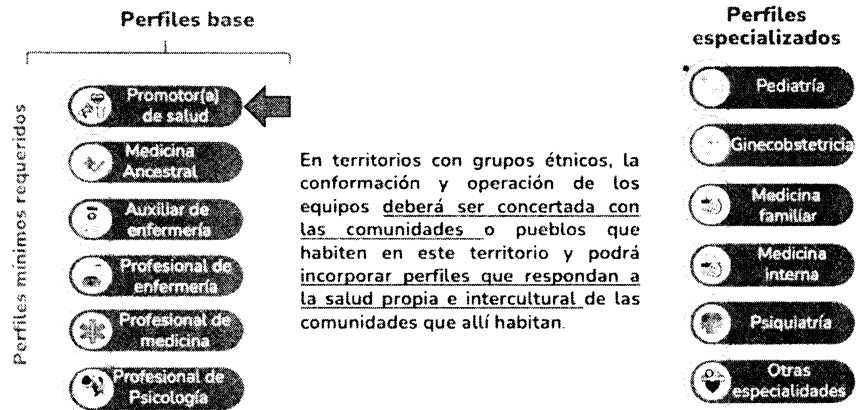 Perfiles base
Perfiles mínimos requeridos
Promotor(a)
de salud
Medicina
Ancestral
Auxiliar de
enfermería
Profesional de
enfermería
Profesional de
medicina
Profesional de
Psicología
En territorios con grupos étnicos, la
conformación y operación de los
equipos deberá ser concertada con
las comunidades o pueblos que
habiten en este territorio y podrá
incorporar perfiles que respondan a
la salud propia e intercultural de las
comunidades que allí habitan.
Perfiles
especializados
Pediatría
Ginecobstetricia
Medicina
familiar
Medicina
interna
Psiquiatría
Otras
especialidades